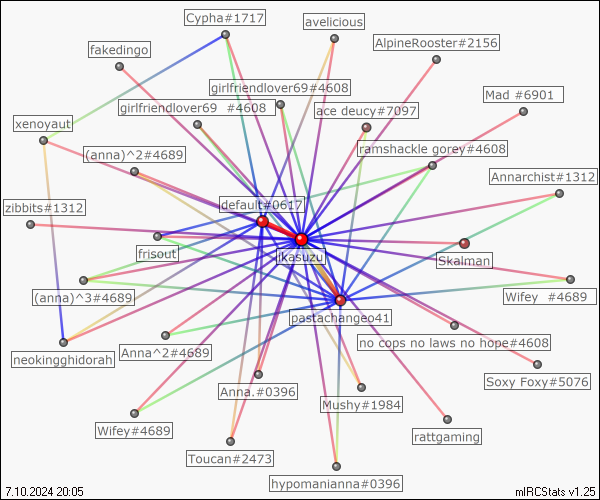 Cypha#1717
avelicious
fakedingo
AlpineRooster#2156
girlfriendlover69#4608
Mad #6901
girlfriendlover69 #4608
ace deucy#7097
xenoyaut
(anna)^2#4689
ramshackle gorey#4608
Annarchist#1312
zibbits#1312
default#0617
frisout
ikasuzu
Skalman
(anna)^3#4689
Wifey #4689
pastachangeo41
neokingghidorah
Anna^2#4689
no cops no laws no hope#4608
Soxy Foxy#5076
Anna.#0396
Mushy#1984
Wifey#4689
rattgaming
Toucan#2473
hypomanianna#0396
7.10.2024 20:05
mIRCStats v1.25